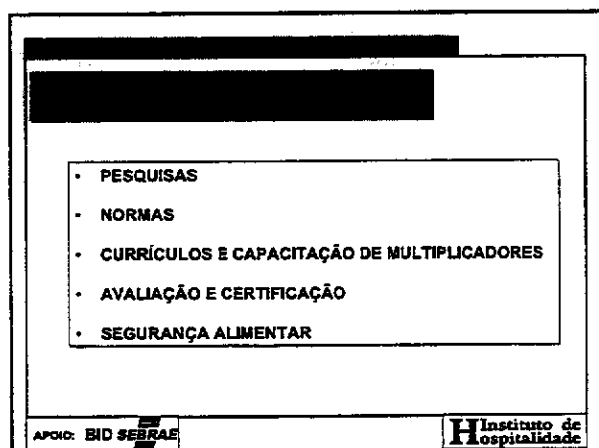 • PESQUISAS
• NORMAS
• CURRÍCULOS E CAPACITAÇÃO DE MULTIPLICADORES
• AVALIAÇÃO E CERTIFICAÇÃO
• SEGURANÇA ALIMENTAR
APOIO: BID SEBRAE
Instituto de
Hospitalidade